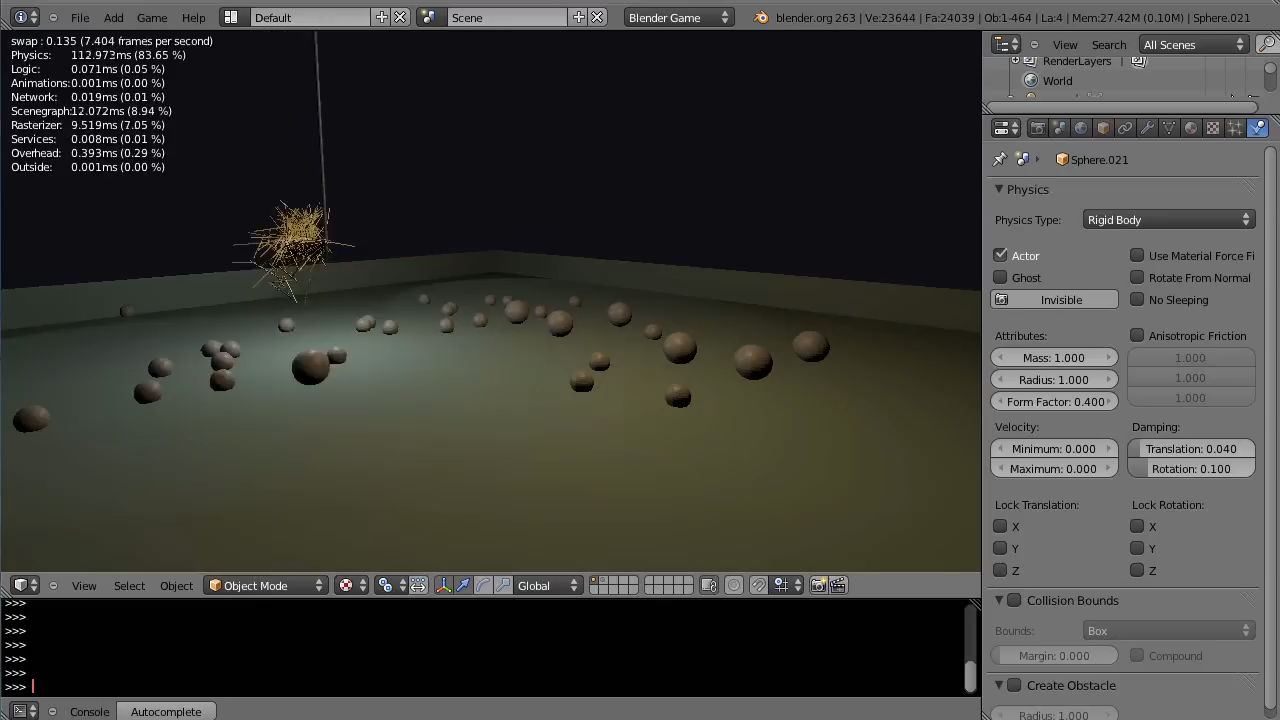 File Add Game Help Default Scene Blender Game blender.org 263 | Ve:23644 | Fa:24039 | Ob:1-464 | La:4 | Mem:27.42M (0.10M) | Sphere.021
swap : 0.135 (7.404 frames per second)
Physics: 112.973ms (83.65 %)
Logic: 0.071ms (0.05 %)
Animations: 0.001ms (0.00 %)
Network: 0.019ms (0.01 %)
Scenegraph: 12.072ms (8.94 %)
Rasterizer: 9.519ms (7.05 %)
Services: 0.008ms (0.01 %)
Overhead: 0.393ms (0.29 %)
Outside: 0.001ms (0.00 %)
View Search All Scenes
RenderLayers |
World
Sphere.021
Physics
Physics Type: Rigid Body
Actor Use Material Force Fi
Ghost Rotate From Normal
Invisible No Sleeping
Attributes: Anisotropic Friction
Mass: 1.000 1.000
Radius: 1.000 1.000
Form Factor: 0.400 1.000
Velocity: Damping:
Minimum: 0.000 Translation: 0.040
Maximum: 0.000 Rotation: 0.100
Lock Translation: Lock Rotation:
X X
Y Y
Z Z
Collision Bounds
Bounds: Box
Margin: 0.000 Compound
Create Obstacle
Radius: 1.000
View Select Object Object Mode Global
>>>
>>>
>>>
>>>
>>>
>>>
>>>
Console Autocomplete